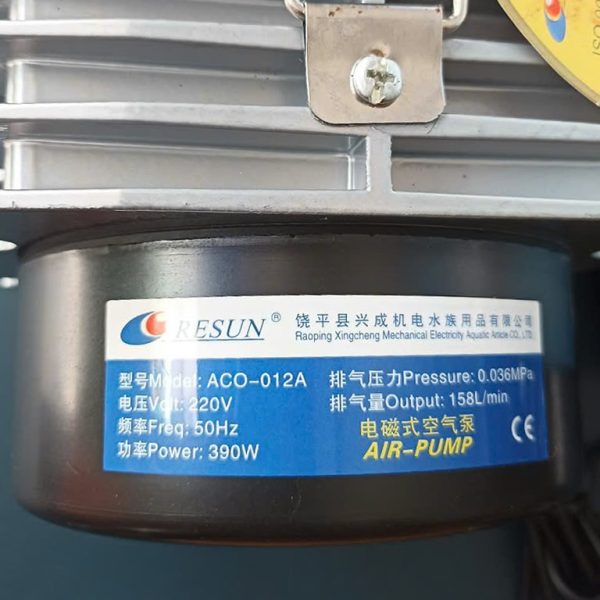 RESUN®
饶平县兴成机电水族用品有限公司
Raoping Xingcheng Mechanical Electricity Aquatic Article CO., LTD
型号Model: ACO-012A
电压Volt: 220V
频率Freq: 50Hz
功率Power: 390W
排气压力Pressure: 0.036MPa
排气量Output: 158L/min
电磁式空气泵
AIR-PUMP
CE